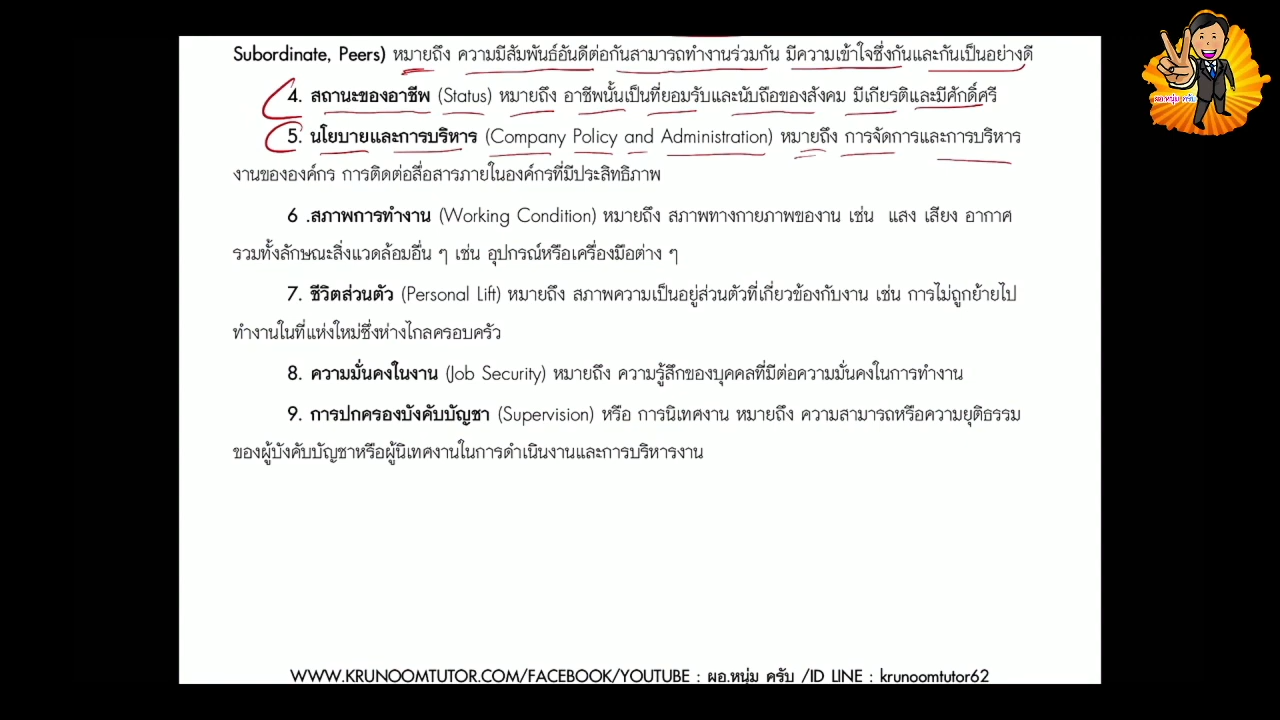 Subordinate, Peers) หมายถึง ความมีสัมพันธ์อันดีต่อกันสามารถทำงานร่วมกัน มีความเข้าใจซึ่งกันและกันเป็นอย่างดี
4. สถานะของอาชีพ (Status) หมายถึง อาชีพนั้นเป็นที่ยอมรับและนับถือของสังคม มีเกียรติและมีศักดิ์ศรี
5. นโยบายและการบริหาร (Company Policy and Administration) หมายถึง การจัดการและการบริหาร
งานขององค์กร การติดต่อสื่อสารภายในองค์กรที่มีประสิทธิภาพ
6 .สภาพการทำงาน (Working Condition) หมายถึง สภาพทางกายภาพของงาน เช่น แสง เสียง อากาศ
รวมทั้งลักษณะสิ่งแวดล้อมอื่น ๆ เช่น อุปกรณ์หรือเครื่องมือต่าง ๆ
7. ชีวิตส่วนตัว (Personal Lift) หมายถึง สภาพความเป็นอยู่ส่วนตัวที่เกี่ยวข้องกับงาน เช่น การไม่ถูกย้ายไป
ทำงานในที่แห่งใหม่ซึ่งห่างไกลครอบครัว
8. ความมั่นคงในงาน (Job Security) หมายถึง ความรู้สึกของบุคคลที่มีต่อความมั่นคงในการทำงาน
9. การปกครองบังคับบัญชา (Supervision) หรือ การนิเทศงาน หมายถึง ความสามารถหรือความยุติธรรม
ของผู้บังคับบัญชาหรือผู้นิเทศงานในการดำเนินงานและการบริหารงาน
WWW.KRUNOOMTUTOR.COM/FACEBOOK/YOUTUBE : ผอ.หนุ่ม ครับ /ID LINE : krunoomtutor62
ผอ.หนุ่ม ครับ